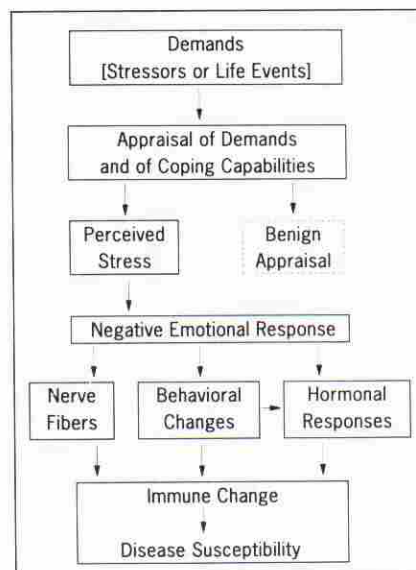 Demands
[Stressors or Life Events]
Appraisal of Demands
and of Coping Capabilities
Perceived
Stress
Benign
Appraisal
Negative Emotional Response
Nerve
Fibers
Behavioral
Changes
Hormonal
Responses
Immune Change
Disease Susceptibility